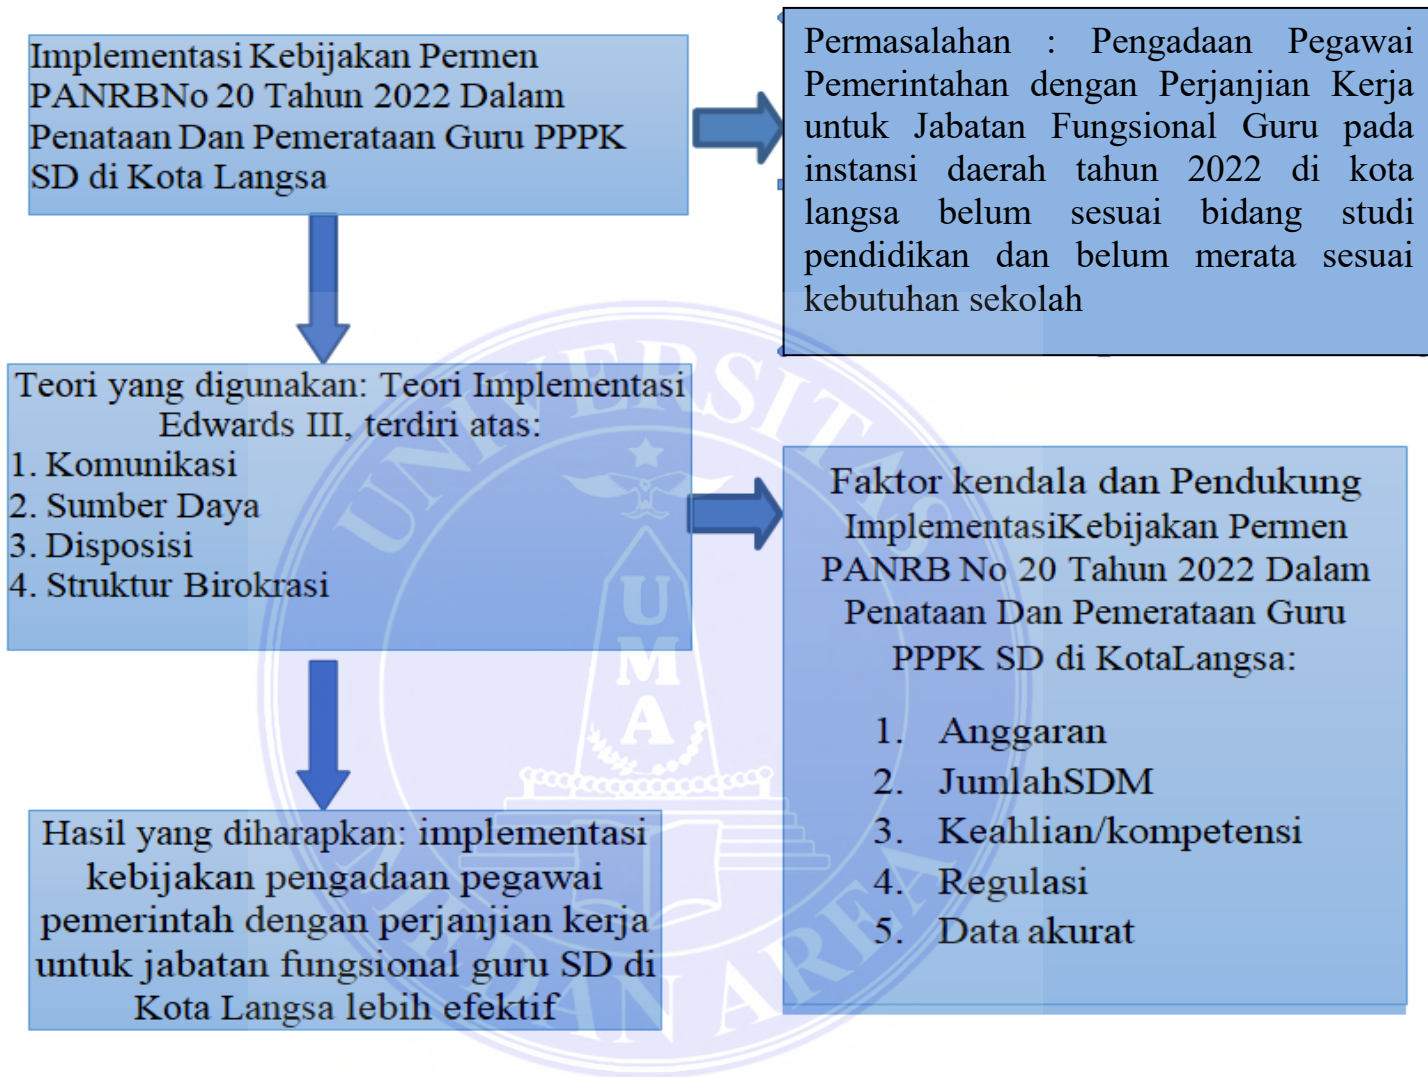 Implementasi Kebijakan Permen
PANRBNo 20 Tahun 2022 Dalam
Penataan Dan Pemerataan Guru PPPK
SD di Kota Langsa
Permasalahan : Pengadaan Pegawai
Pemerintahan dengan Perjanjian Kerja
untuk Jabatan Fungsional Guru pada
instansi daerah tahun 2022 di kota
langsa belum sesuai bidang studi
pendidikan dan belum merata sesuai
kebutuhan sekolah
Teori yang digunakan: Teori Implementasi
Edwards III, terdiri atas:
1. Komunikasi
2. Sumber Daya
3. Disposisi
4. Struktur Birokrasi
Faktor kendala dan Pendukung
ImplementasiKebijakan Permen
PANRB No 20 Tahun 2022 Dalam
Penataan Dan Pemerataan Guru
PPPK SD di KotaLangsa:
1. Anggaran
2. JumlahSDM
3. Keahlian/kompetensi
4. Regulasi
5. Data akurat
Hasil yang diharapkan: implementasi
kebijakan pengadaan pegawai
pemerintah dengan perjanjian kerja
untuk jabatan fungsional guru SD di
Kota Langsa lebih efektif
UNIVERSITAS
UMA
AREA